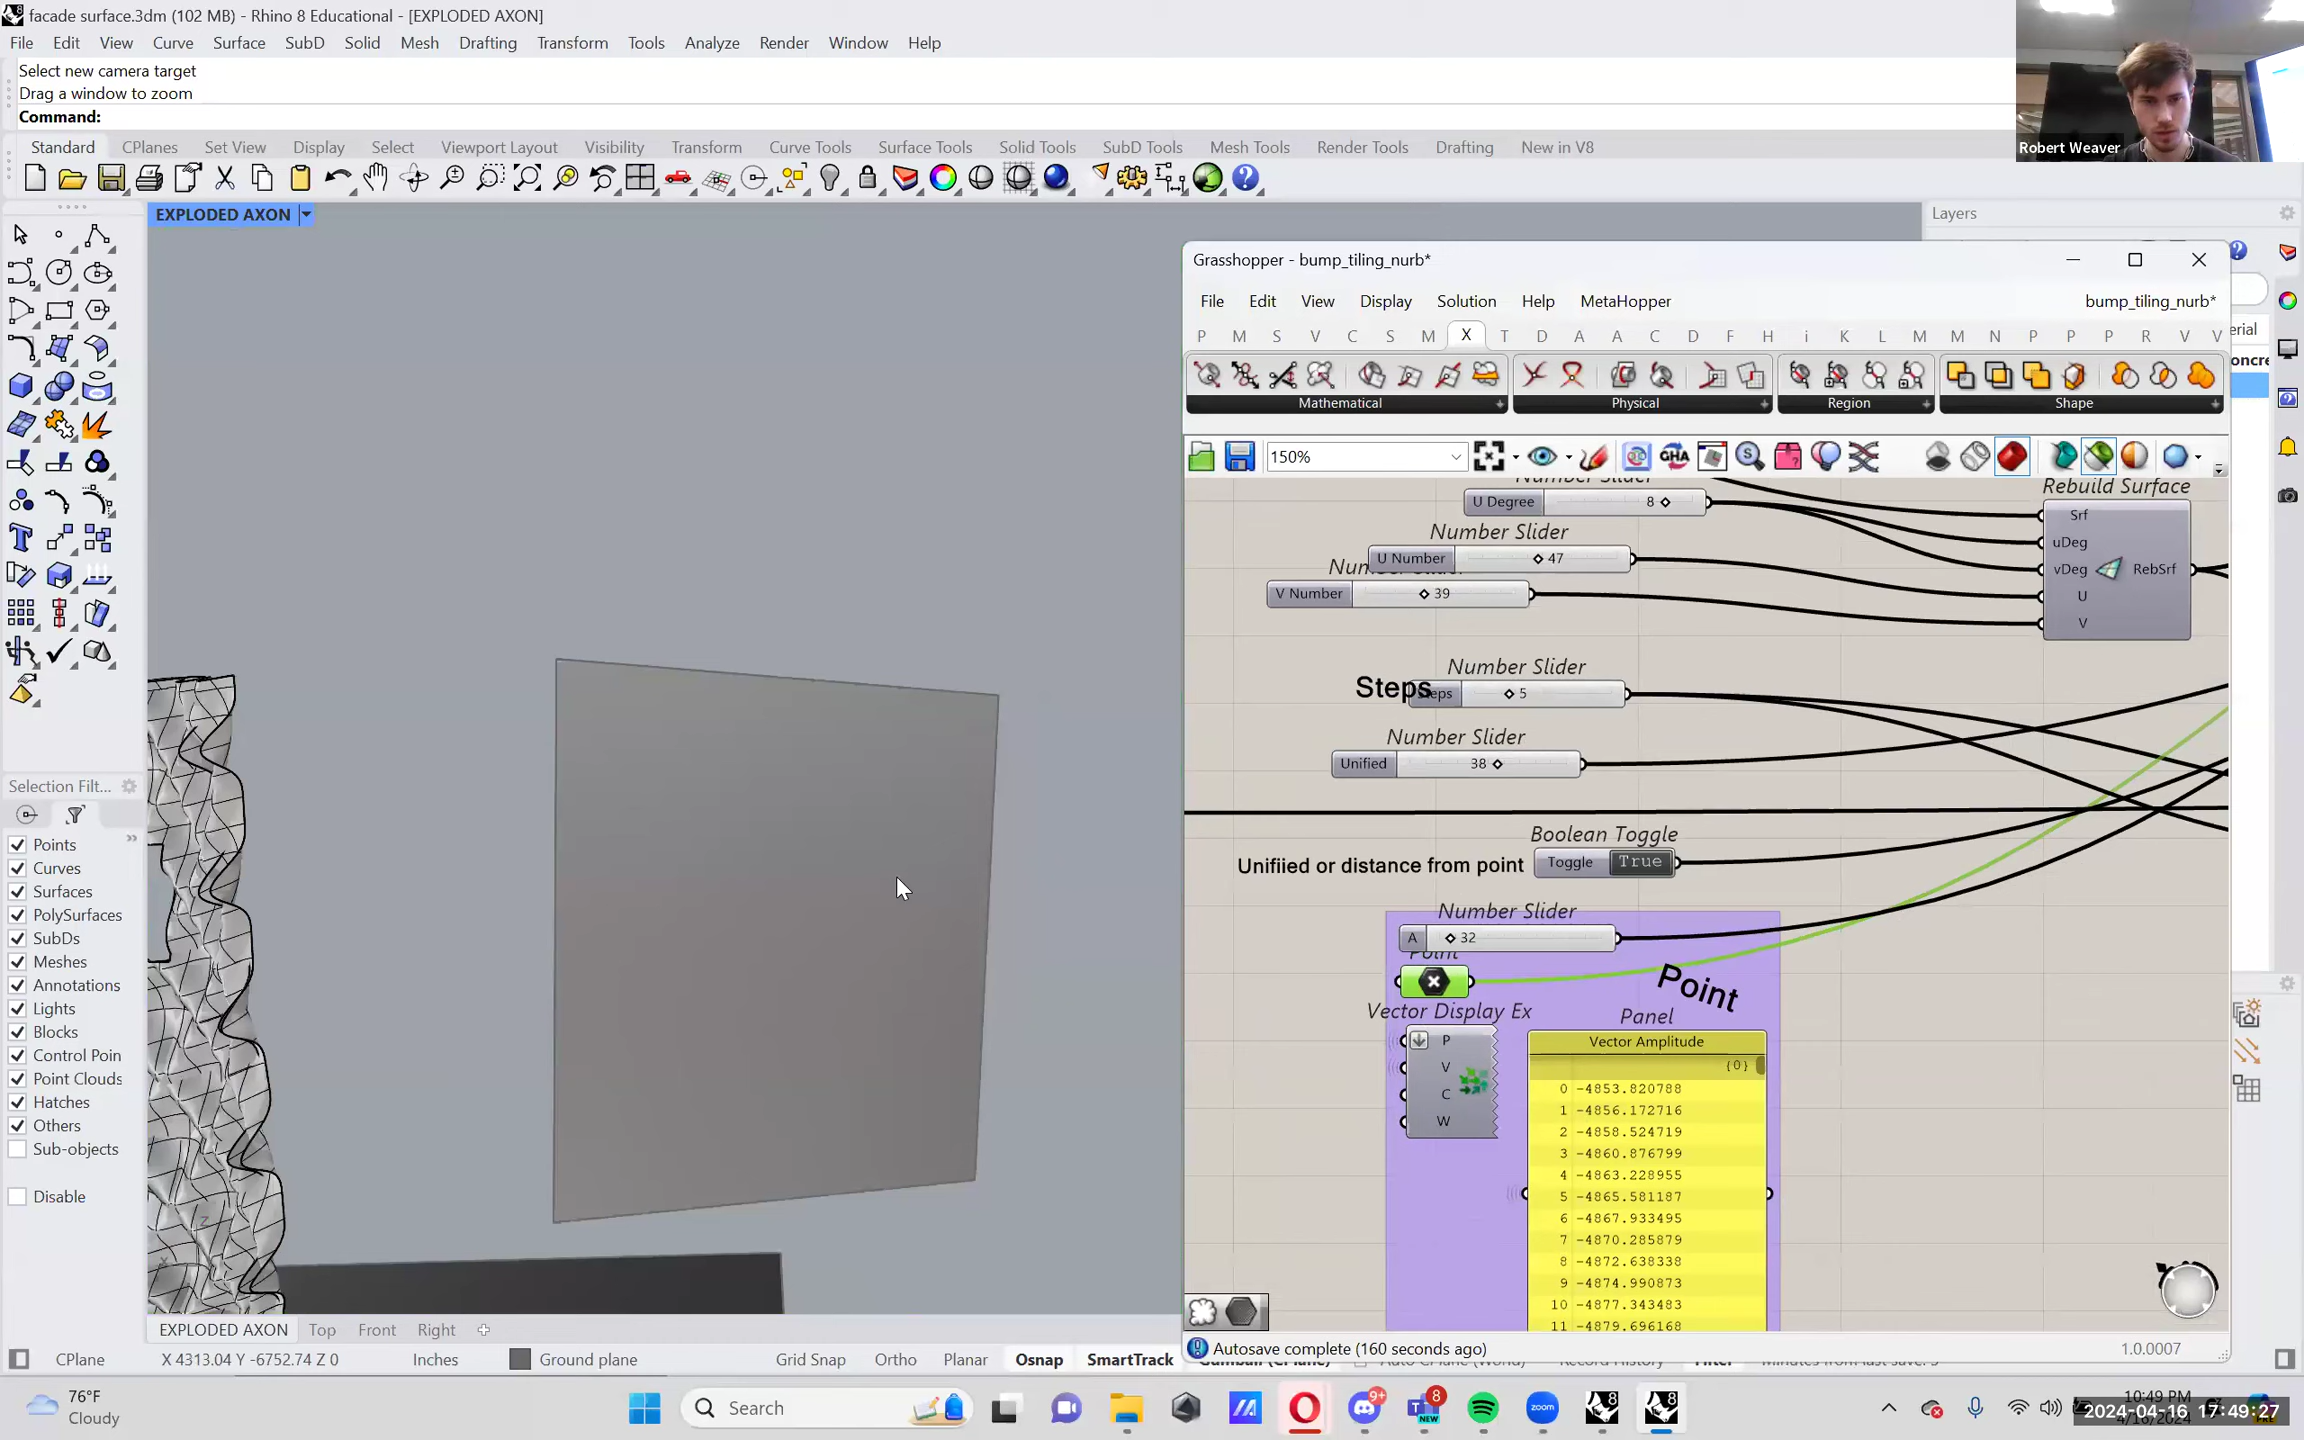 facade surface.3dm (102 MB) - Rhino 8 Educational - [EXPLODED AXON]
File Edit View Curve Surface SubD Solid Mesh Drafting Transform Tools Analyze Render Window Help
Select new camera target
Drag a window to zoom
Command:
Robert Weaver
Standard CPlanes Set View Display Select Viewport Layout Visibility Transform Curve Tools Surface Tools Solid Tools SubD Tools Mesh Tools Render Tools Drafting New in V8
EXPLODED AXON
Layers
Grasshopper - bump_tiling_nurb*
File Edit View Display Solution Help MetaHopper bump_tiling_nurb*
P M S V C S M X T D A A C D F H i K L M M N P P P R V V
Mathematical Physical Region Shape
150%
Number Slider
U Degree 8
Number Slider
U Number 47
V Number 39
Rebuild Surface
Srf
uDeg
vDeg RebSrf
U
V
Number Slider
Steps
5
Number Slider
Unified 38
Boolean Toggle
Unifiied or distance from point Toggle True
Number Slider
A 32
Point
Point
Vector Display Ex
P
V
C
W
Panel
Vector Amplitude
{0}
0 -4853.820788
1 -4856.172716
2 -4858.524719
3 -4860.876799
4 -4863.228955
5 -4865.581187
6 -4867.933495
7 -4870.285879
8 -4872.638338
9 -4874.990873
10 -4877.343483
11 -4879.696168
Autosave complete (160 seconds ago) 1.0.0007
Selection Filt...
Points
Curves
Surfaces
PolySurfaces
SubDs
Meshes
Annotations
Lights
Blocks
Control Poin
Point Clouds
Hatches
Others
Sub-objects
Disable
EXPLODED AXON Top Front Right
CPlane X 4313.04 Y -6752.74 Z 0 Inches Ground plane Grid Snap Ortho Planar Osnap SmartTrack
76°F
Cloudy
Search
9+
8
NEW
10:49 PM
2024-04-16 17:49:27